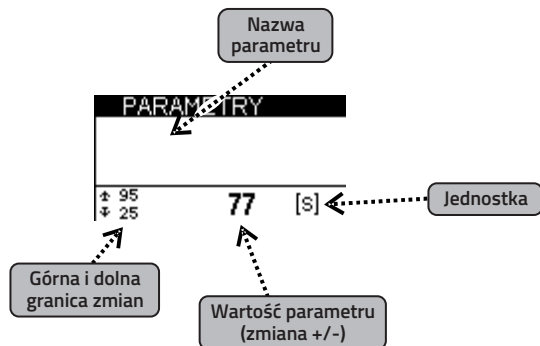 Nazwa
parametru
PARAMETRY
95
25
77
[s]
Jednostka
Górna i dolna
granica zmian
Wartość parametru
(zmiana +/-)